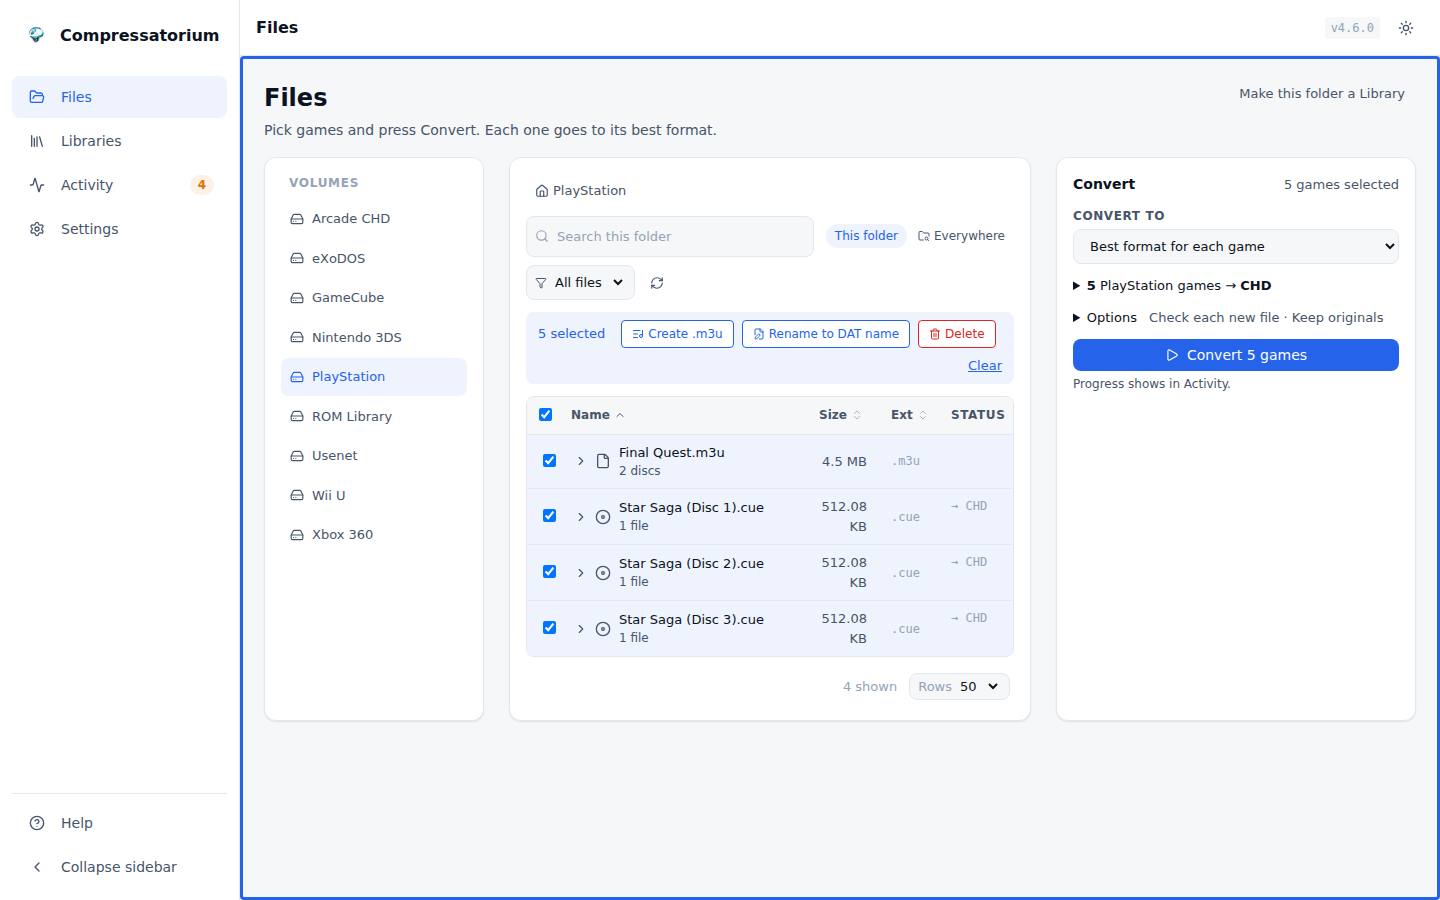 Compressatorium
Files
Libraries
Activity 4
Settings
Help
Collapse sidebar
Files
v4.6.0
Files
Make this folder a Library
Pick games and press Convert. Each one goes to its best format.
VOLUMES
Arcade CHD
eXoDOS
GameCube
Nintendo 3DS
PlayStation
ROM Library
Usenet
Wii U
Xbox 360
PlayStation
Search this folder
This folder
Everywhere
All files
5 selected
Create .m3u
Rename to DAT name
Delete
Clear
Name Size Ext STATUS
Final Quest.m3u 4.5 MB .m3u
2 discs
Star Saga (Disc 1).cue 512.08 KB .cue → CHD
1 file
Star Saga (Disc 2).cue 512.08 KB .cue → CHD
1 file
Star Saga (Disc 3).cue 512.08 KB .cue → CHD
1 file
4 shown Rows 50
Convert 5 games selected
CONVERT TO
Best format for each game
5 PlayStation games → CHD
Options Check each new file · Keep originals
Convert 5 games
Progress shows in Activity.